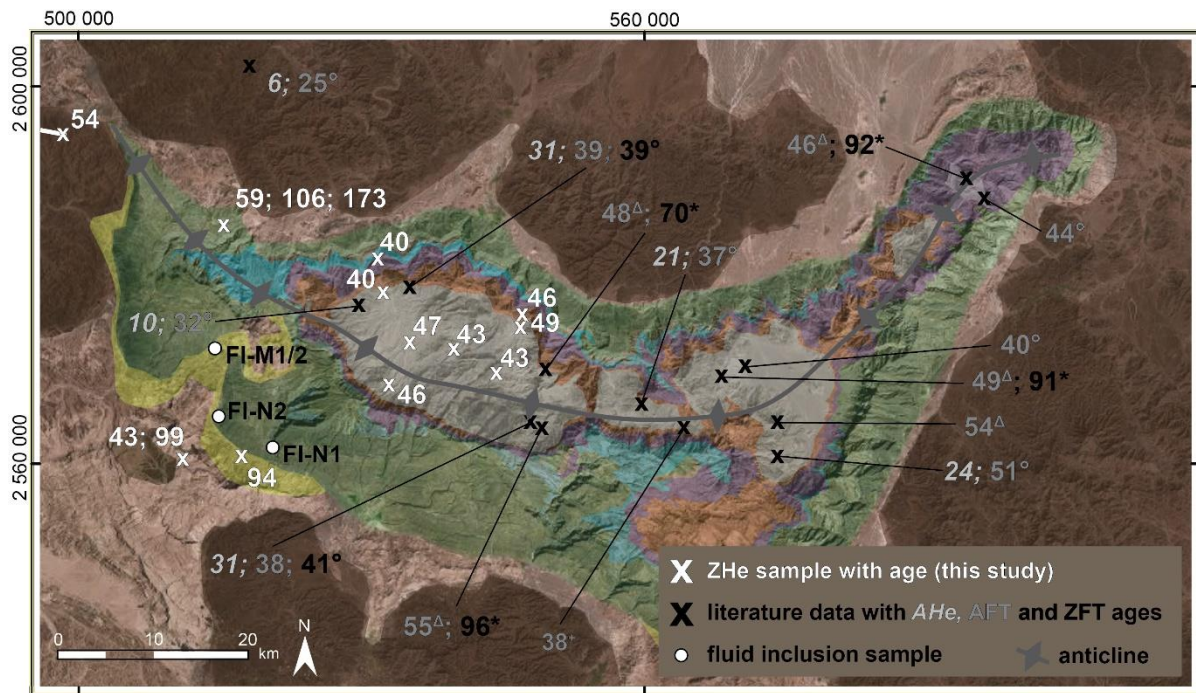 500 000
560 000
2 600 000
6; 25°
54
31; 39; 39°
46Δ; 92*
59; 106; 173
48Δ; 70*
44°
40
21; 37°
40
10; 32°
46
49
47
43
43
FI-M1/2
40°
46
49Δ; 91*
FI-N2
54Δ
2 560 000
43; 99
FI-N1
94
24; 51°
31; 38; 41°
55Δ; 96*
38+
X ZHe sample with age (this study)
X literature data with AHe, AFT and ZFT ages
fluid inclusion sample
anticline
0 10 20
km
N